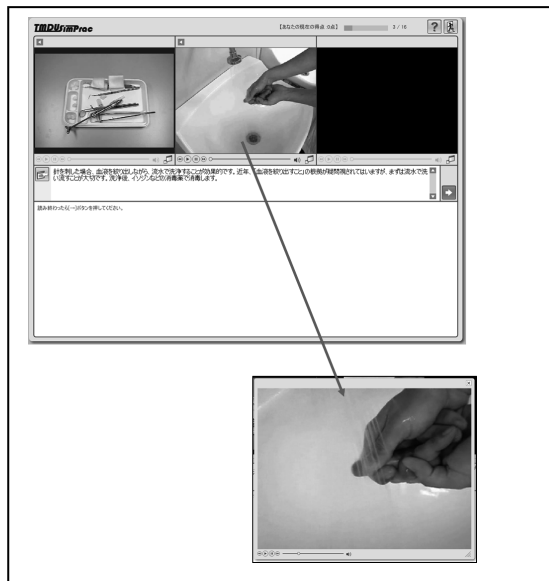 TMDUSimPrac
【あなたの現在の得点 0点】 3 / 16 ?
針を刺した場合、血液を絞り出しながら、流水で洗浄することが効果的です。近年、「血液を絞り出すこと」の意義が疑問視されてはいますが、まずは流水で洗
い流すことが大切です。洗浄後、イソジンなどの消毒薬で消毒します。
読み終わったら[→]ボタンを押してください。